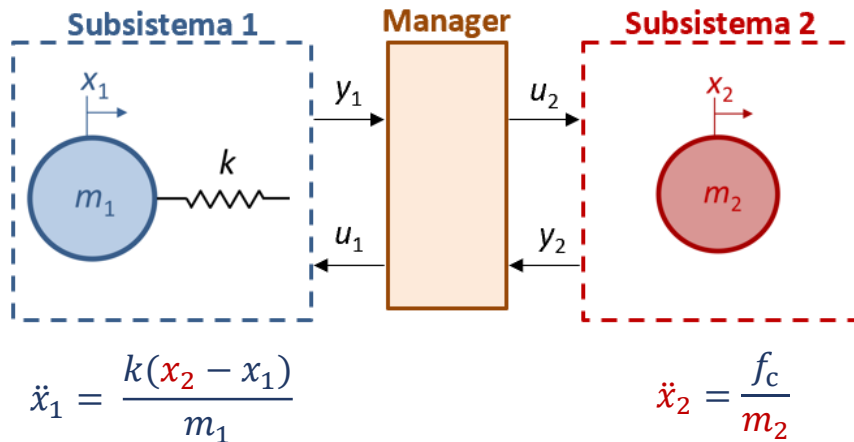 Subsistema 1
Manager
Subsistema 2
x₁
y₁
u₂
x₂
k
m₁
m₂
u₁
y₂
ẍ₁ = k(x₂ − x₁) / m₁
ẍ₂ = f_c / m₂